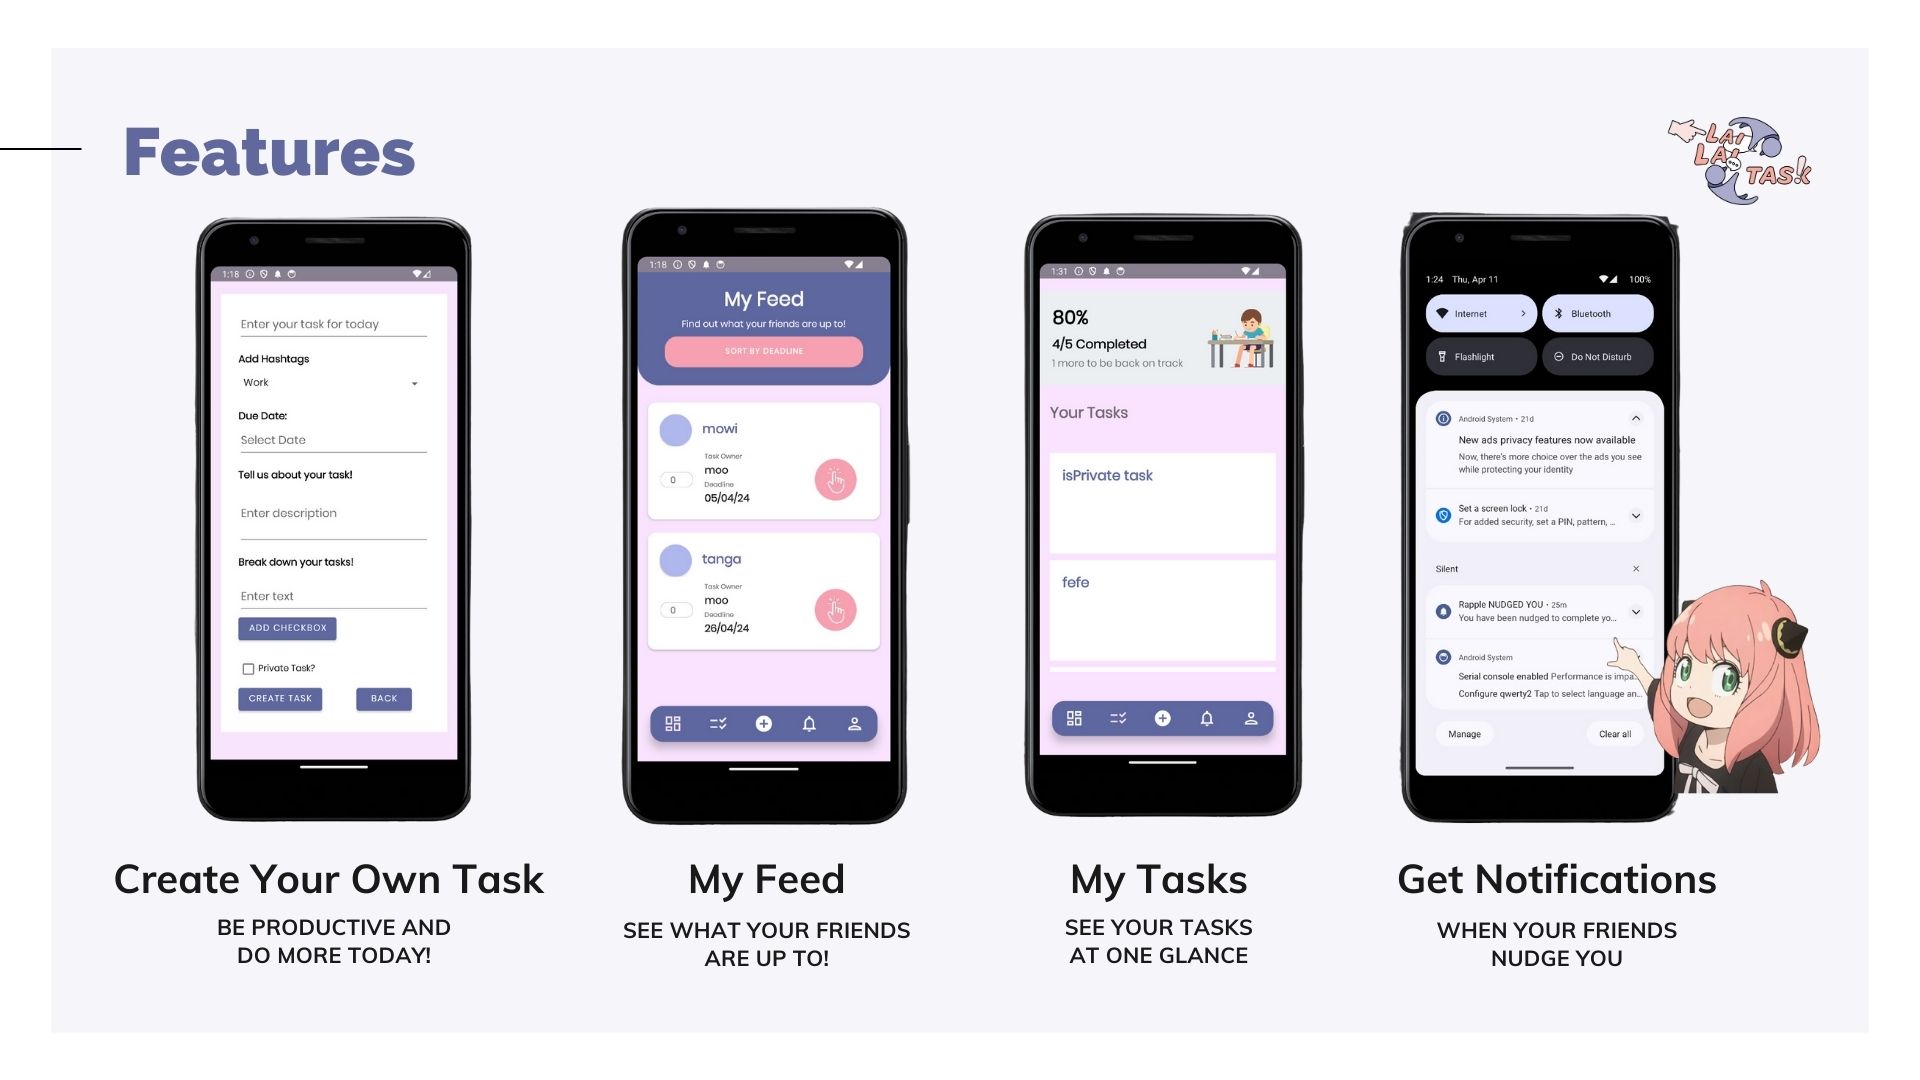 Features
LAI
LAI
TASK
1:18
Enter your task for today
Add Hashtags
Work
Due Date:
Select Date
Tell us about your task!
Enter description
Break down your tasks!
Enter text
ADD CHECKBOX
Private Task?
CREATE TASK BACK
Create Your Own Task
BE PRODUCTIVE AND
DO MORE TODAY!
1:18
My Feed
Find out what your friends are up to!
SORT BY DEADLINE
mowi
Task Owner
moo
0
Deadline
05/04/24
tanga
Task Owner
moo
0
Deadline
26/04/24
My Feed
SEE WHAT YOUR FRIENDS
ARE UP TO!
1:31
80%
4/5 Completed
1 more to be back on track
Your Tasks
isPrivate task
fefe
My Tasks
SEE YOUR TASKS
AT ONE GLANCE
1:24 Thu, Apr 11 100%
Internet Bluetooth
Flashlight Do Not Disturb
Android System • 21d
New ads privacy features now available
Now, there's more choice over the ads you see
while protecting your identity
Set a screen lock • 21d
For added security, set a PIN, pattern, ...
Silent
Rapple NUDGED YOU • 25m
You have been nudged to complete yo...
Android System
Serial console enabled Performance is impa...
Configure qwerty2 Tap to select language an...
Manage Clear all
Get Notifications
WHEN YOUR FRIENDS
NUDGE YOU